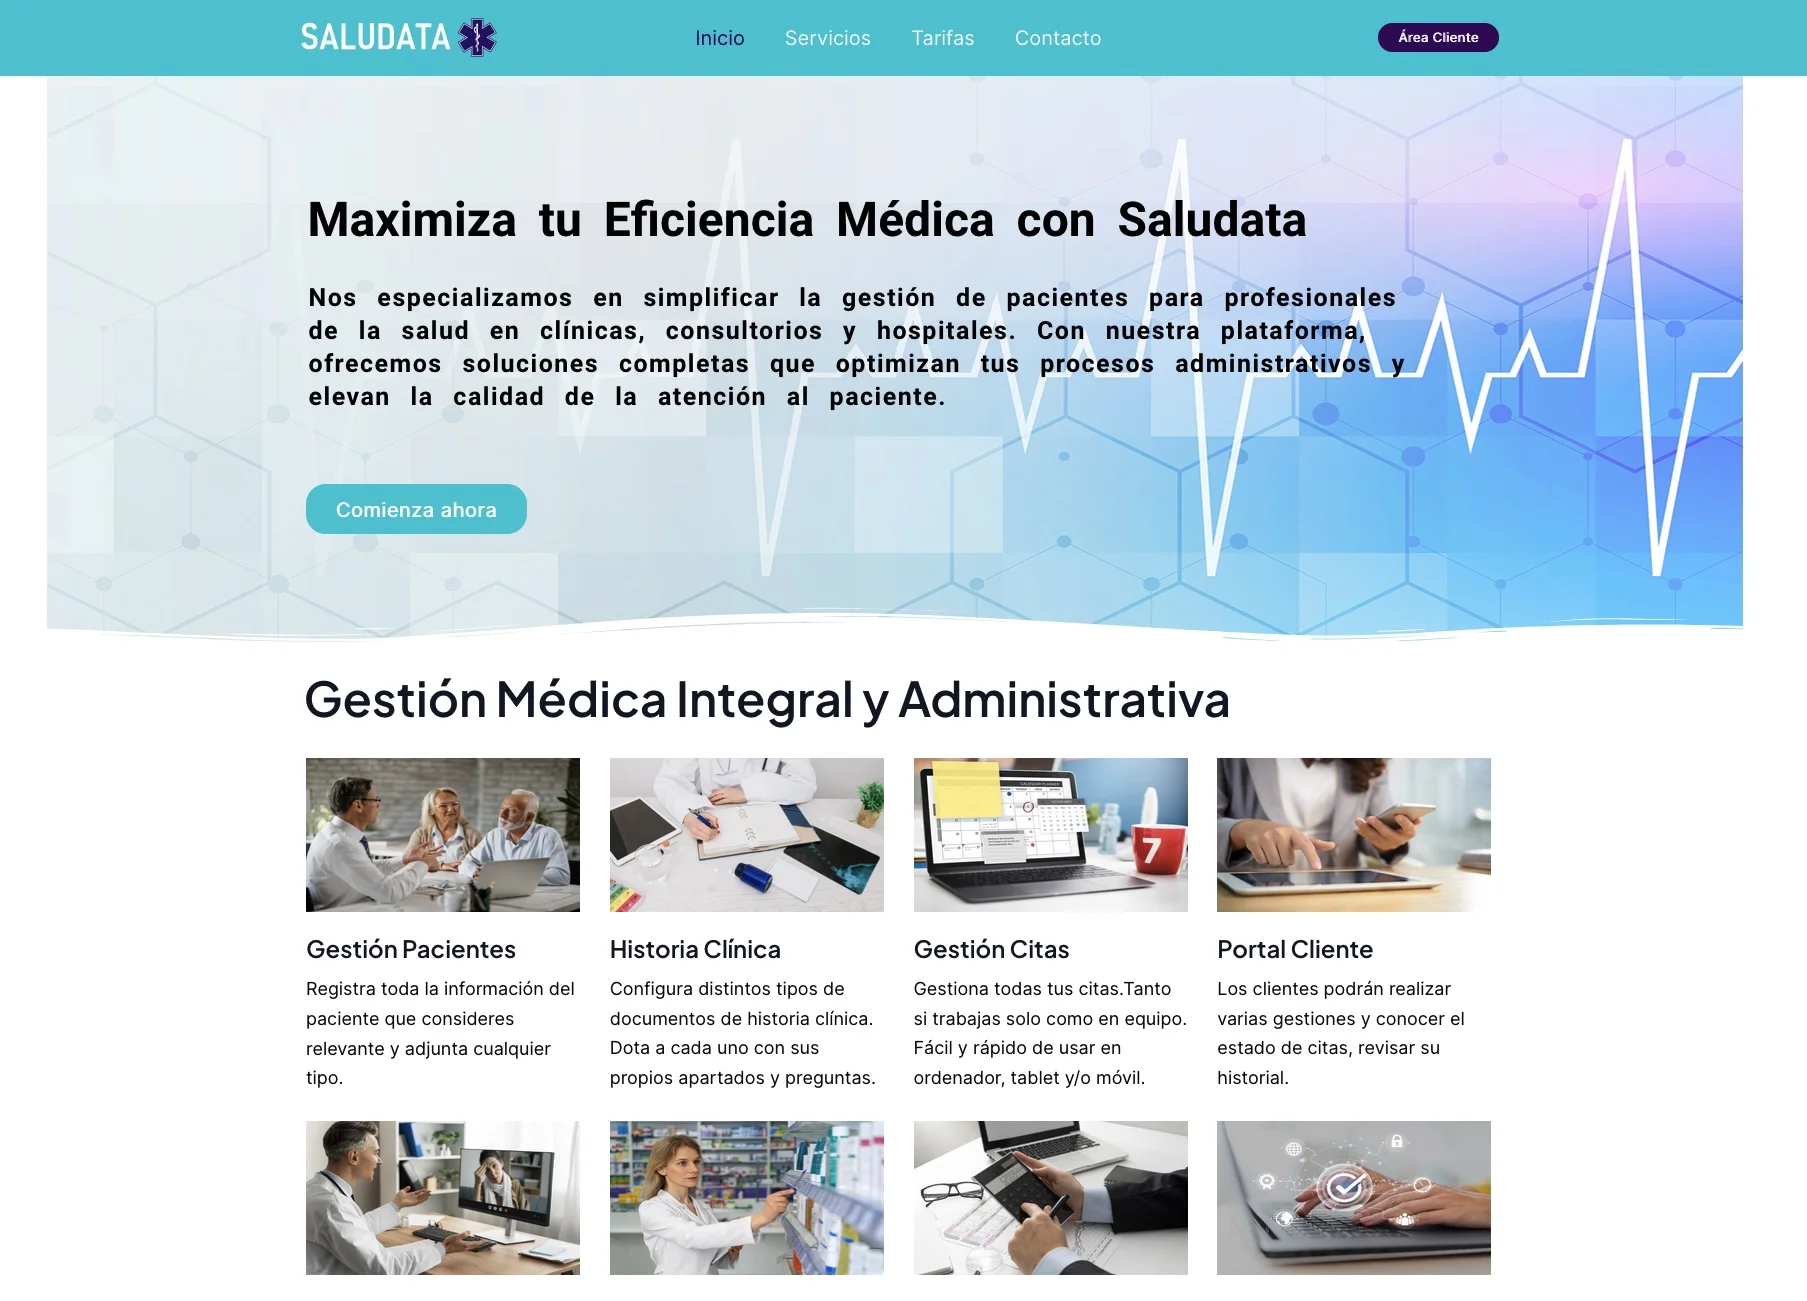 SALUDATA
Inicio
Servicios
Tarifas
Contacto
Área Cliente
Maximiza tu Eficiencia Médica con Saludata
Nos especializamos en simplificar la gestión de pacientes para profesionales
de la salud en clínicas, consultorios y hospitales. Con nuestra plataforma,
ofrecemos soluciones completas que optimizan tus procesos administrativos y
elevan la calidad de la atención al paciente.
Comienza ahora
Gestión Médica Integral y Administrativa
7
Gestión Pacientes
Registra toda la información del
paciente que consideres
relevante y adjunta cualquier
tipo.
Historia Clínica
Configura distintos tipos de
documentos de historia clínica.
Dota a cada uno con sus
propios apartados y preguntas.
Gestión Citas
Gestiona todas tus citas.Tanto
si trabajas solo como en equipo.
Fácil y rápido de usar en
ordenador, tablet y/o móvil.
Portal Cliente
Los clientes podrán realizar
varias gestiones y conocer el
estado de citas, revisar su
historial.